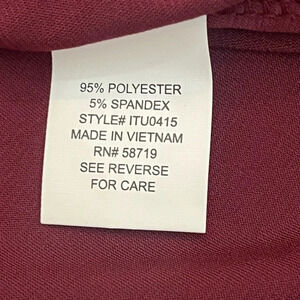 95% POLYESTER
5% SPANDEX
STYLE# ITU0415
MADE IN VIETNAM
RN# 58719
SEE REVERSE
FOR CARE